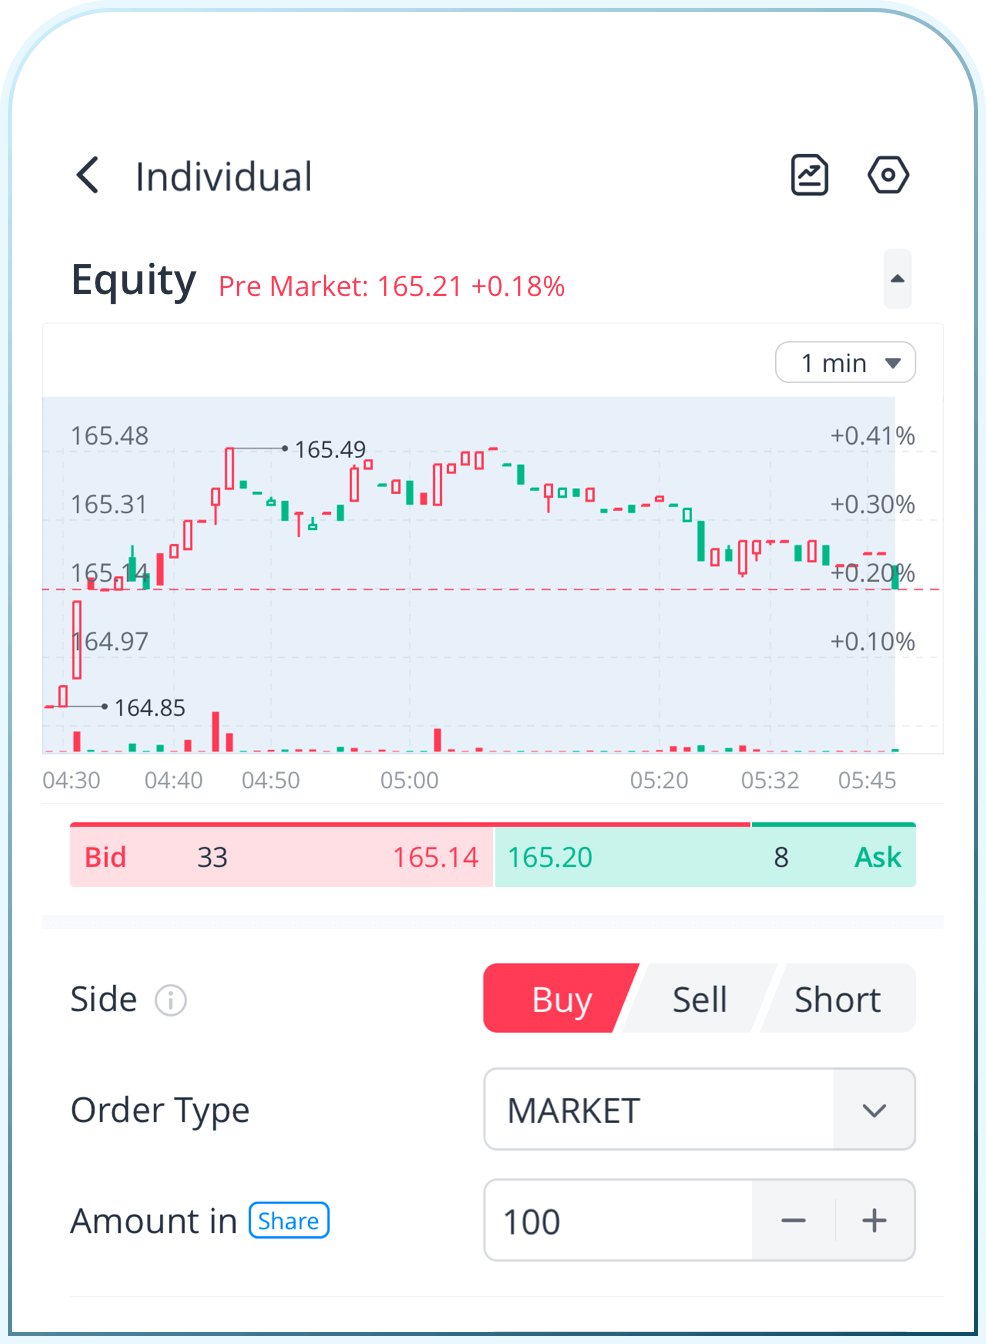 Individual
Equity Pre Market: 165.21 +0.18%
1 min
165.48 +0.41%
165.49
165.31 +0.30%
165.14 +0.20%
164.97 +0.10%
164.85
04:30 04:40 04:50 05:00 05:20 05:32 05:45
Bid 33 165.14 165.20 8 Ask
Side Buy Sell Short
Order Type MARKET
Amount in Share 100